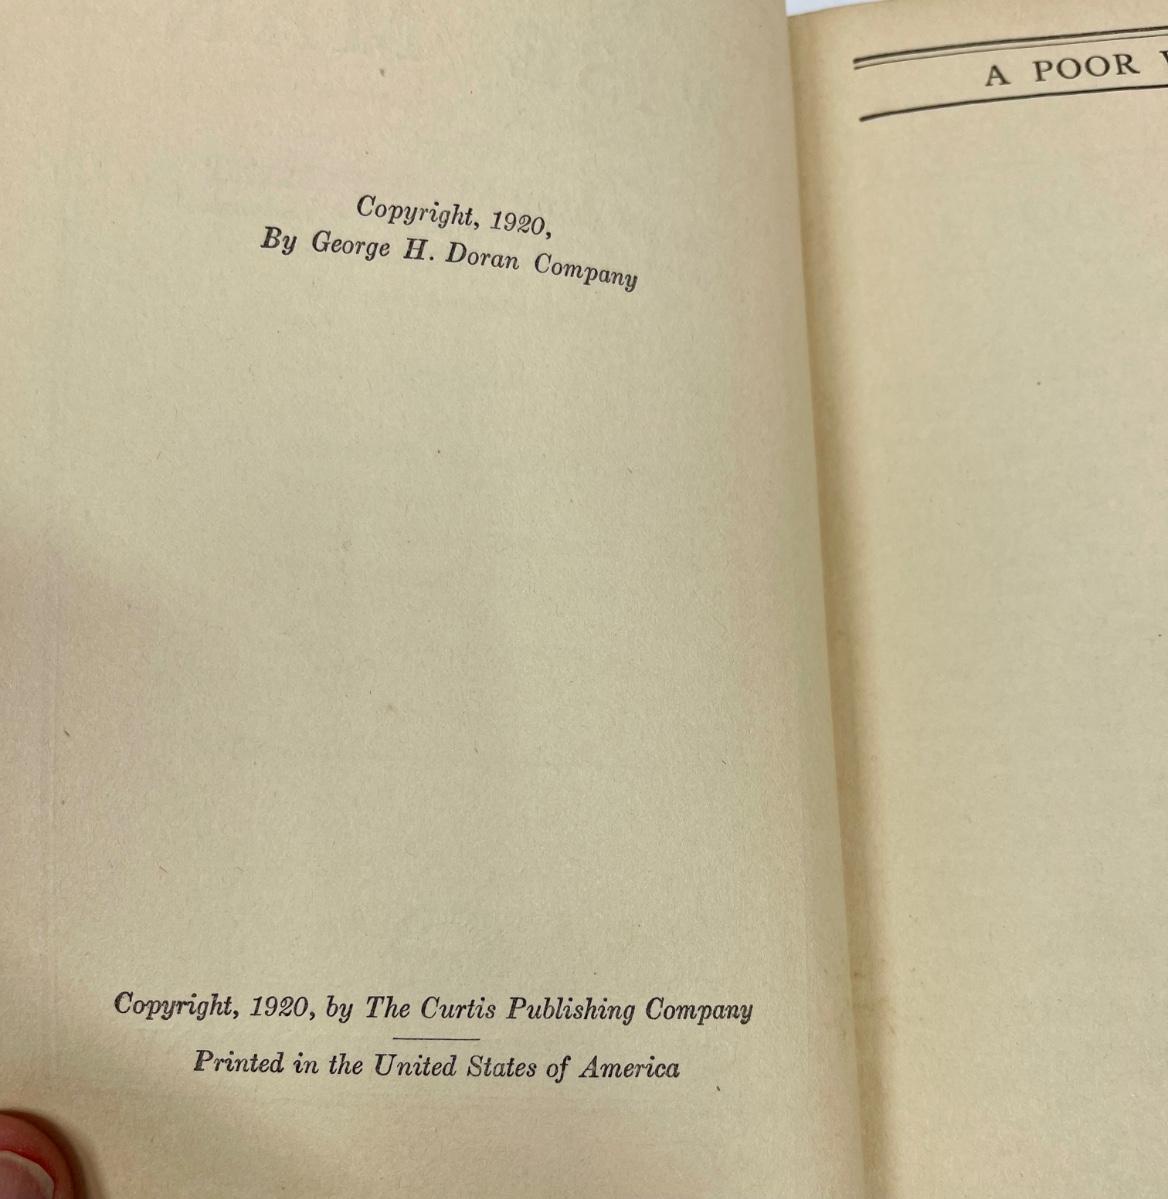 Copyright, 1920,
By George H. Doran Company
Copyright, 1920, by The Curtis Publishing Company
Printed in the United States of America
A POOR